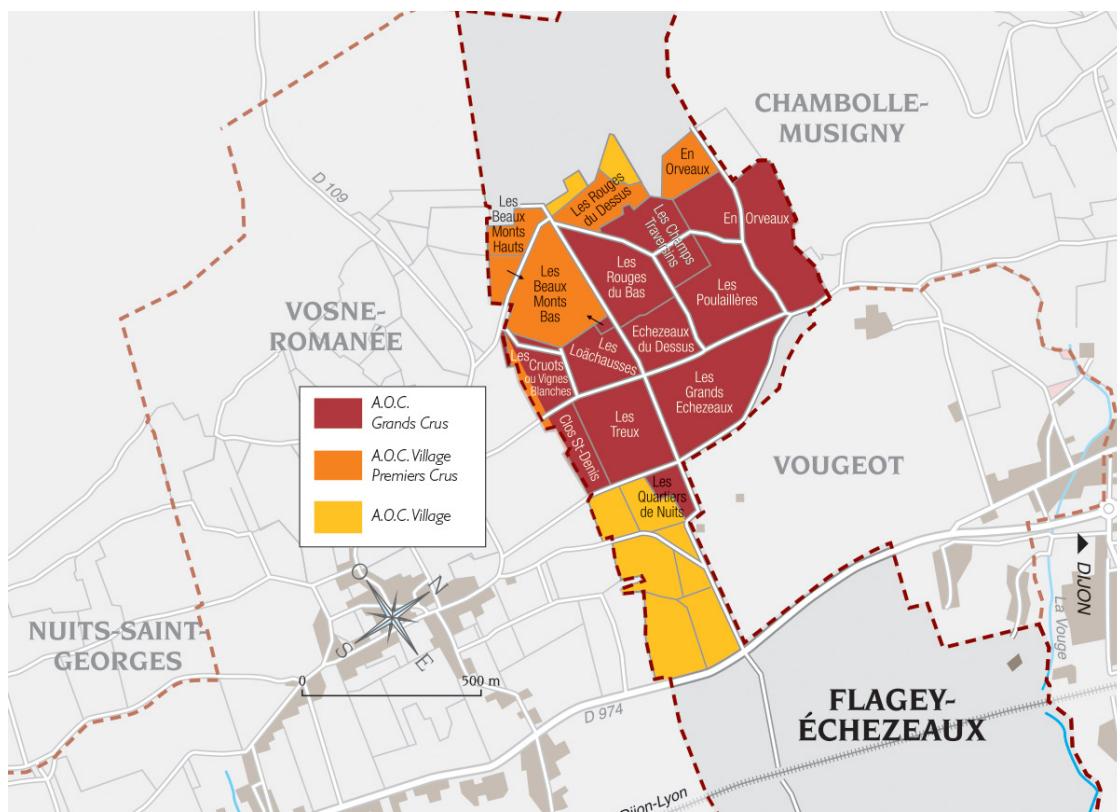 CHAMBOLLE-
MUSIGNY
D 109
En
Orveaux
Les Rouges
du Dessus
Les
Beaux
Monts
Hauts
En Orveaux
Les Champs
Traversins
Les
Rouges
du Bas
Les
Beaux
Monts
Bas
Les
Poulaillères
VOSNE-
ROMANÉE
Echezeaux
du Dessus
Les
Loächausses
Les
Cruots
ou Vignes
Blanches
Les
Grands
Echezeaux
Les
Treux
Clos St-Denis
A.O.C.
Grands Crus
A.O.C. Village
Premiers Crus
A.O.C. Village
VOUGEOT
Les
Quartiers
de Nuits
DIJON
La Vouge
O
N
S
E
NUITS-SAINT-
GEORGES
0
500 m
D 974
FLAGEY-
ÉCHEZEAUX
Dijon-Lyon